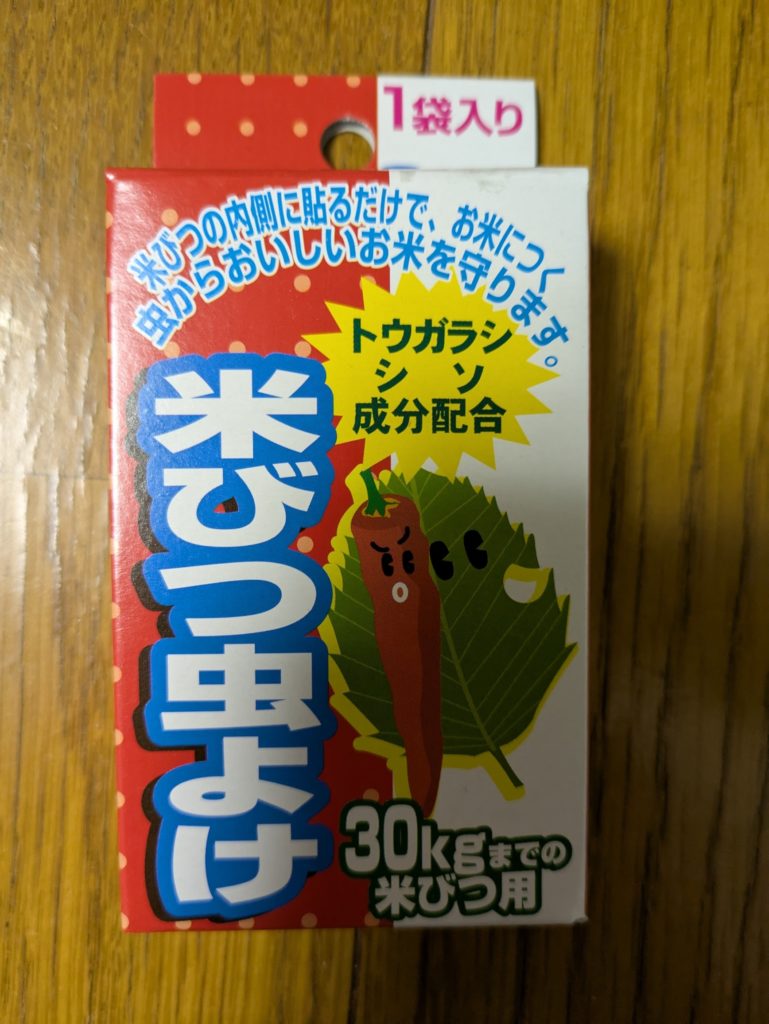 1袋入り
米びつの内側に貼るだけで、お米につく
虫からおいしいお米を守ります。
トウガラシ
シソ
成分配合
米びつ虫よけ
30kgまでの
米びつ用